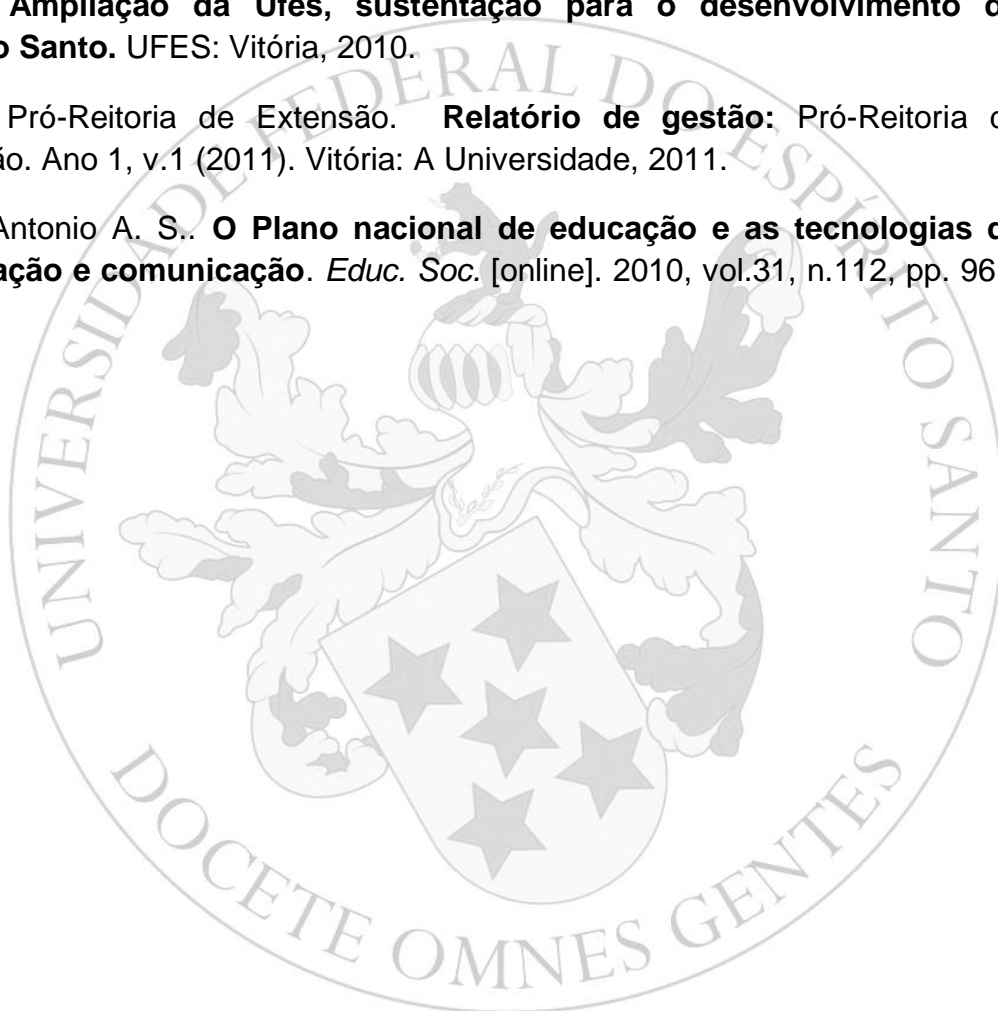 Ampliação da Ufes, sustentação para o desenvolvimento d
o Santo. UFES: Vitória, 2010.
Pró-Reitoria de Extensão. Relatório de gestão: Pró-Reitoria
ão. Ano 1, v.1 (2011). Vitória: A Universidade, 2011.
Antonio A. S.. O Plano nacional de educação e as tecnologias d
ação e comunicação. Educ. Soc. [online]. 2010, vol.31, n.112, pp. 96
UNIVERSIDADE FEDERAL DO ESPÍRITO SANTO
DOCETE OMNES GENTES